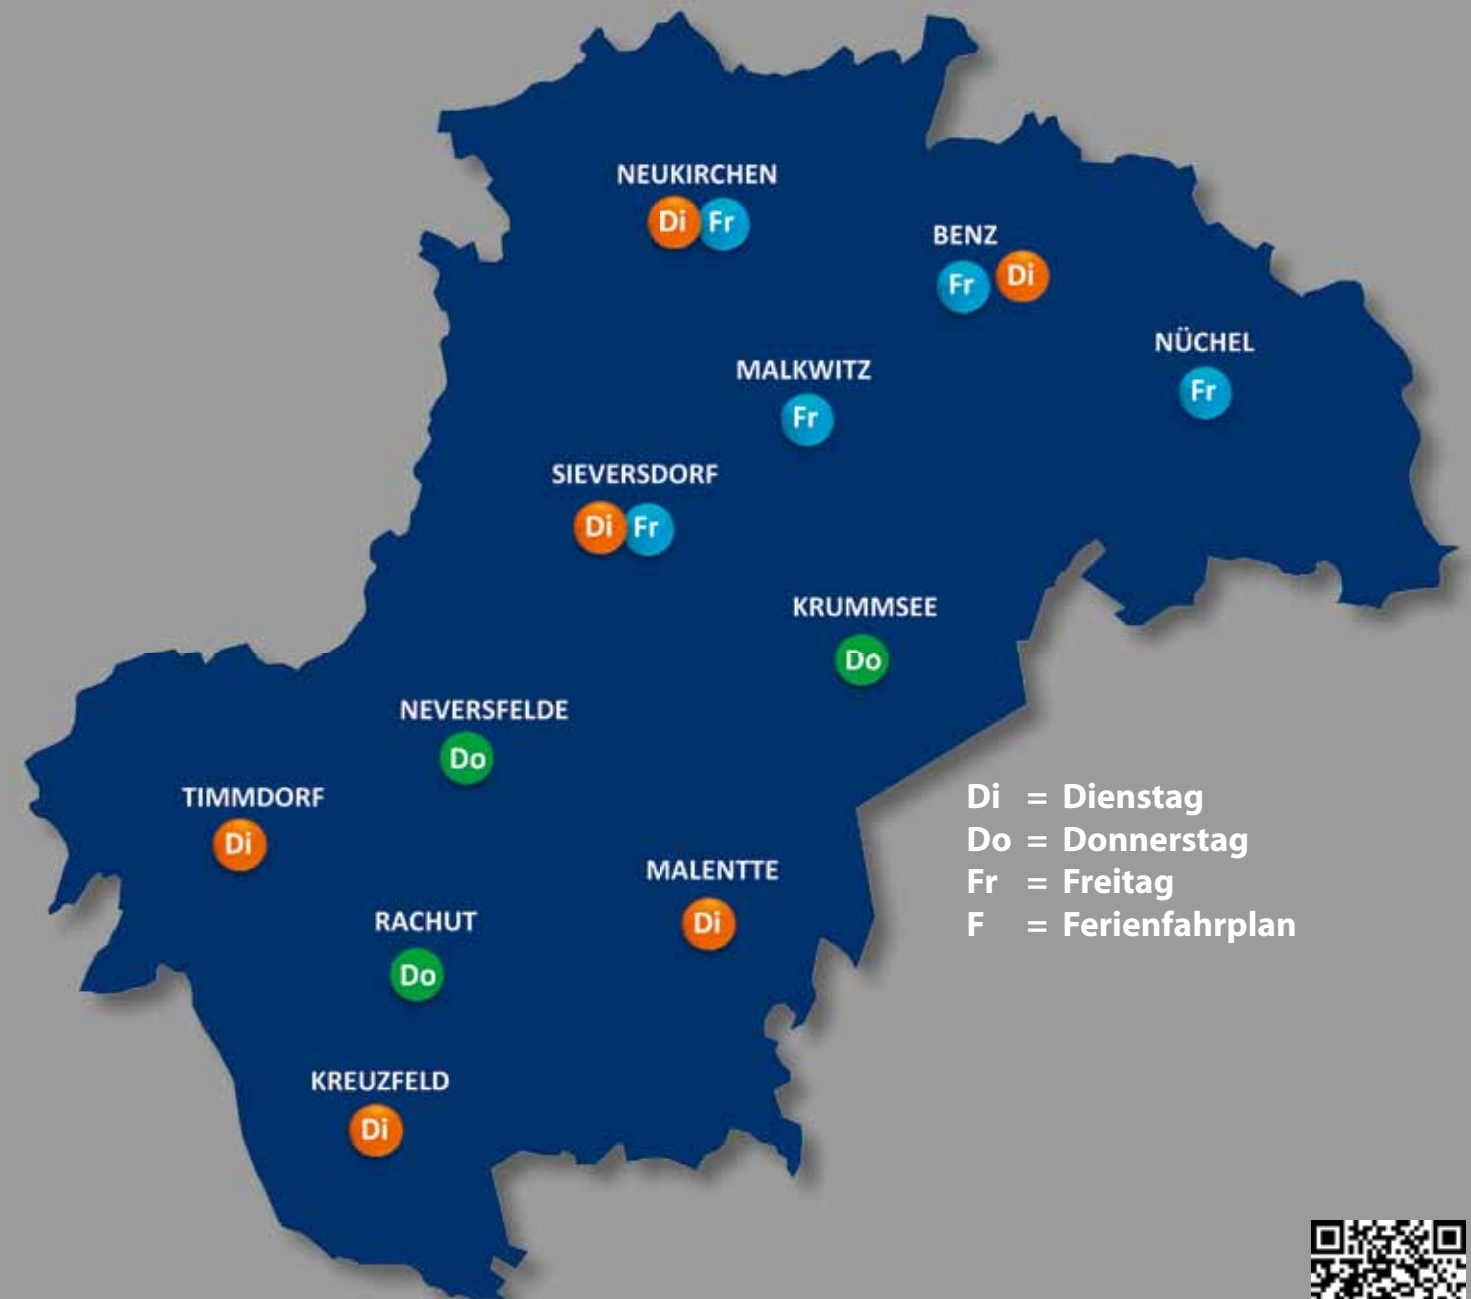 NEUKIRCHEN
Di Fr
BENZ
Fr Di
NÜCHEL
Fr
MALKWITZ
Fr
SIEVERSDORF
Di Fr
KRUMMSEE
Do
NEVERSFELDE
Do
TIMMDORF
Di
MALENTTE
Di
RACHUT
Do
KREUZFELD
Di
Di = Dienstag
Do = Donnerstag
Fr = Freitag
F = Ferienfahrplan